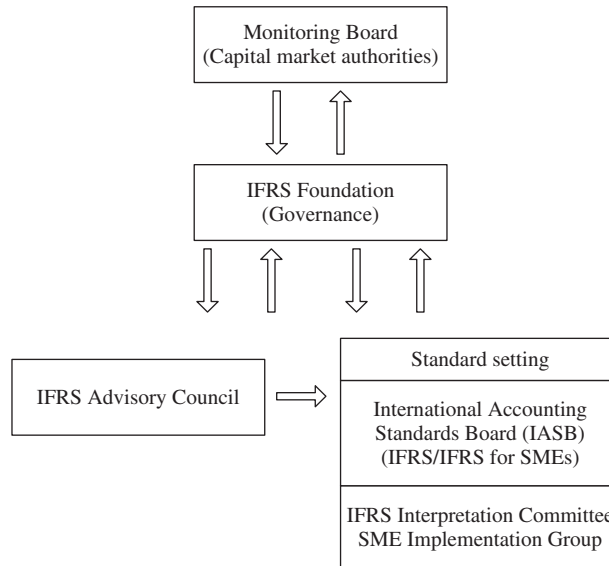 Monitoring Board
(Capital market authorities)
IFRS Foundation
(Governance)
IFRS Advisory Council
Standard setting
International Accounting
Standards Board (IASB)
(IFRS/IFRS for SMEs)
IFRS Interpretation Committee
SME Implementation Group